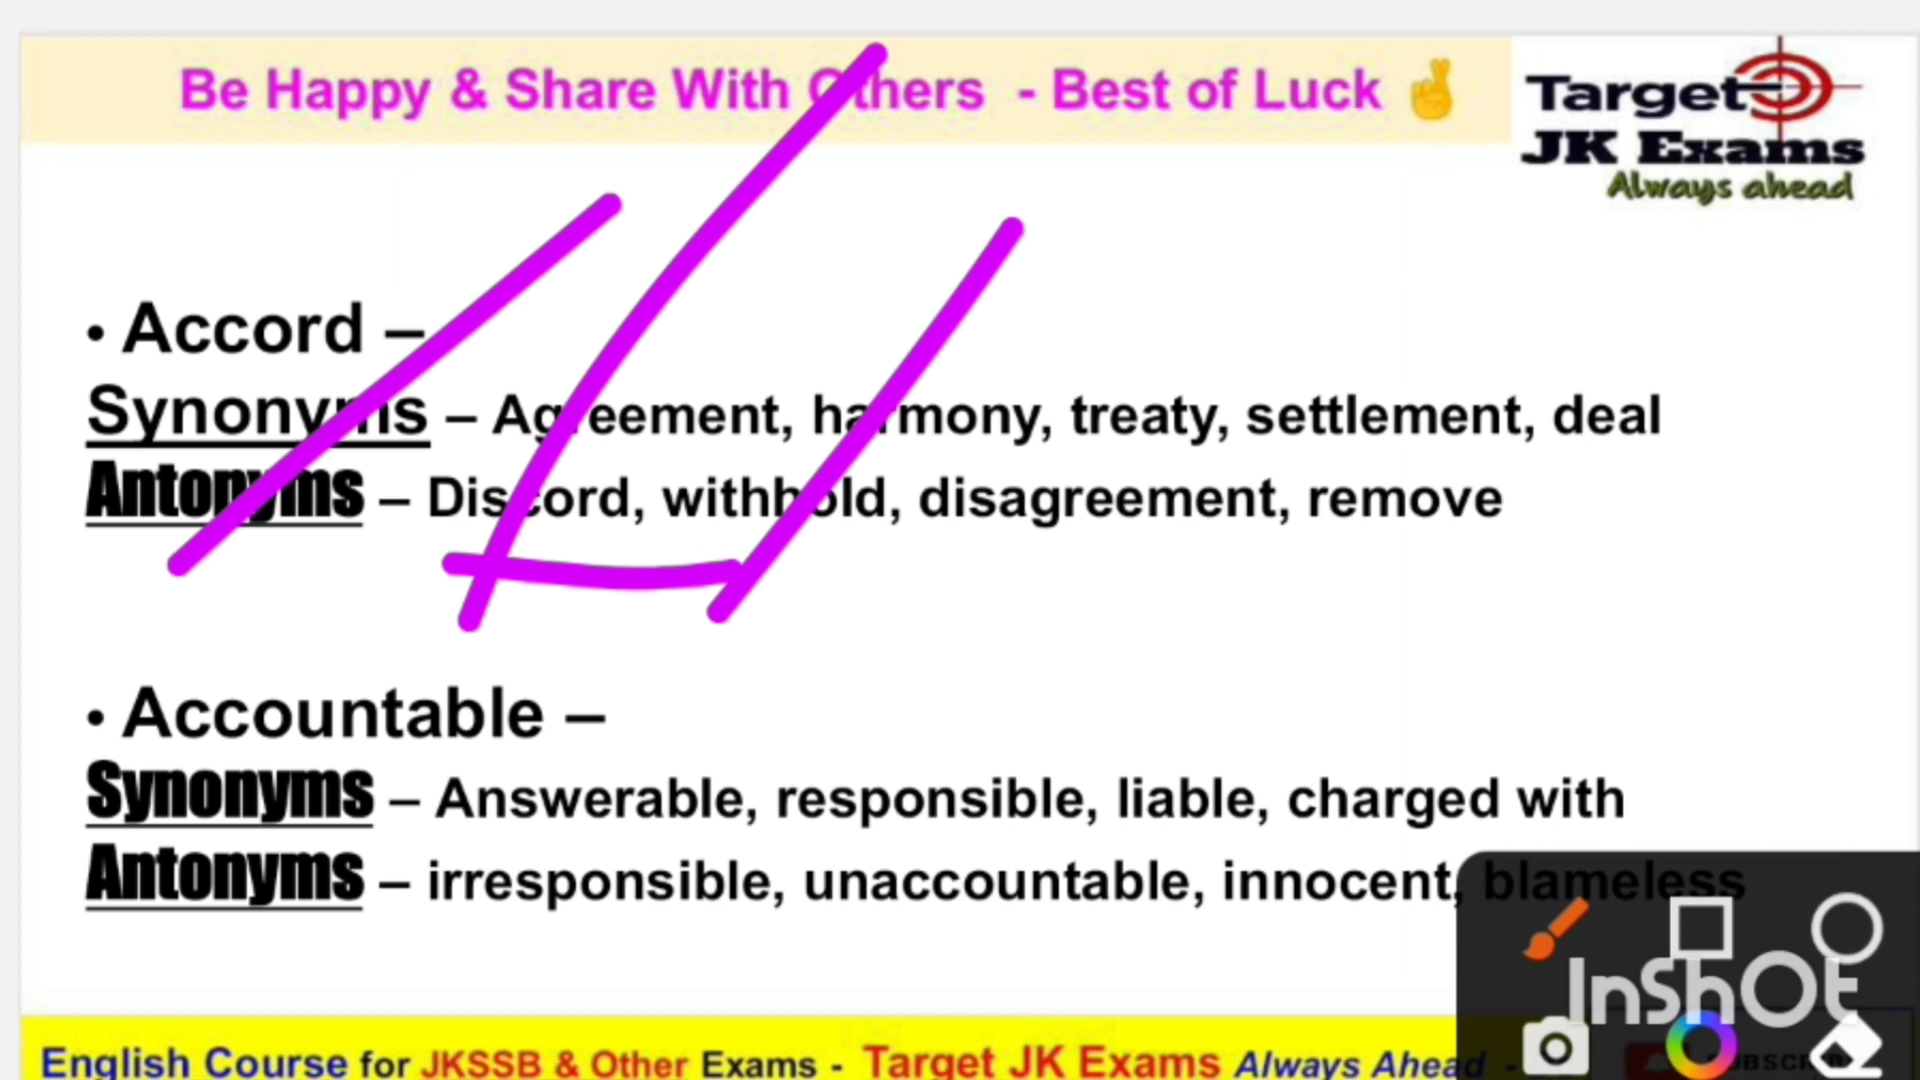 Be Happy & Share With Others - Best of Luck ✌
Target
JK Exams
Always ahead
• Accord –
Synonyms – Agreement, harmony, treaty, settlement, deal
Antonyms – Discord, withhold, disagreement, remove
• Accountable –
Synonyms – Answerable, responsible, liable, charged with
Antonyms – irresponsible, unaccountable, innocent, blameless
InShOt
English Course for JKSSB & Other Exams - Target JK Exams Always Ahead -